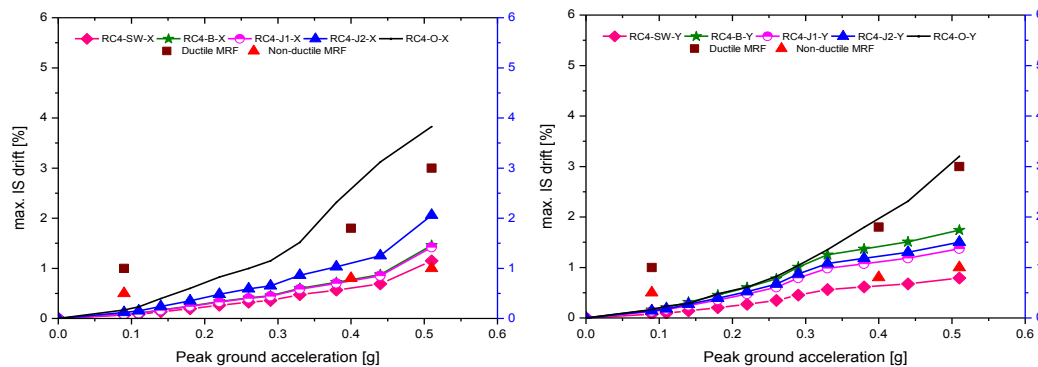 RC4-SW-X RC4-B-X RC4-J1-X RC4-J2-X RC4-O-X
Ductile MRF Non-ductile MRF
max. IS drift [%]
6 6
5 5
4 4
3 3
2 2
1 1
0 0
0.0 0.1 0.2 0.3 0.4 0.5 0.6
Peak ground acceleration [g]
RC4-SW-Y RC4-B-Y RC4-J1-Y RC4-J2-Y RC4-O-Y
Ductile MRF Non-ductile MRF
max. IS drift [%]
6 6
5 5
4 4
3 3
2 2
1 1
0 0
0.0 0.1 0.2 0.3 0.4 0.5 0.6
Peak ground acceleration [g]